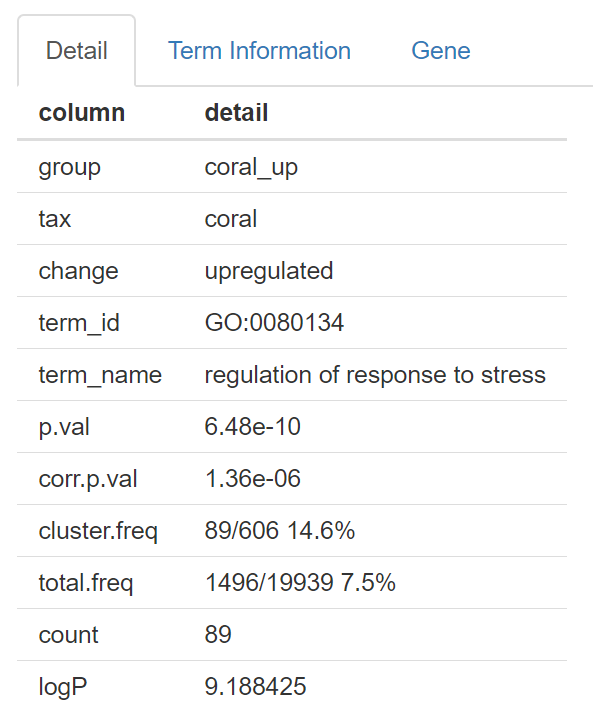 Detail Term Information Gene
column detail
group coral_up
tax coral
change upregulated
term_id GO:0080134
term_name regulation of response to stress
p.val 6.48e-10
corr.p.val 1.36e-06
cluster.freq 89/606 14.6%
total.freq 1496/19939 7.5%
count 89
logP 9.188425